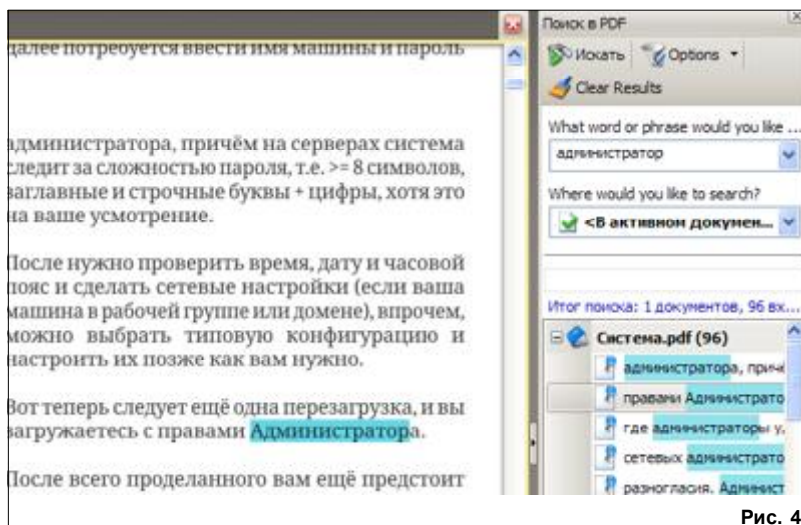 далее потребуется ввести имя машины и пароль
администратора, причём на серверах система
следит за сложностью пароля, т.е. >= 8 символов,
заглавные и строчные буквы + цифры, хотя это
на ваше усмотрение.
После нужно проверить время, дату и часовой
пояс и сделать сетевые настройки (если ваша
машина в рабочей группе или домене), впрочем,
можно выбрать типовую конфигурацию и
настроить их позже как вам нужно.
Вот теперь следует ещё одна перезагрузка, и вы
загружаетесь с правами Администратора.
После всего проделанного вам ещё предстоит
Поиск в PDF
Искать Options
Clear Results
What word or phrase would you like ...
администратор
Where would you like to search?
<В активном докумен...
Итог поиска: 1 документов, 96 вх...
Система.pdf (96)
администратора, прич
правами Администрато
где администраторы у,
сетевых администрато
разногласия. Админист
Рис. 4